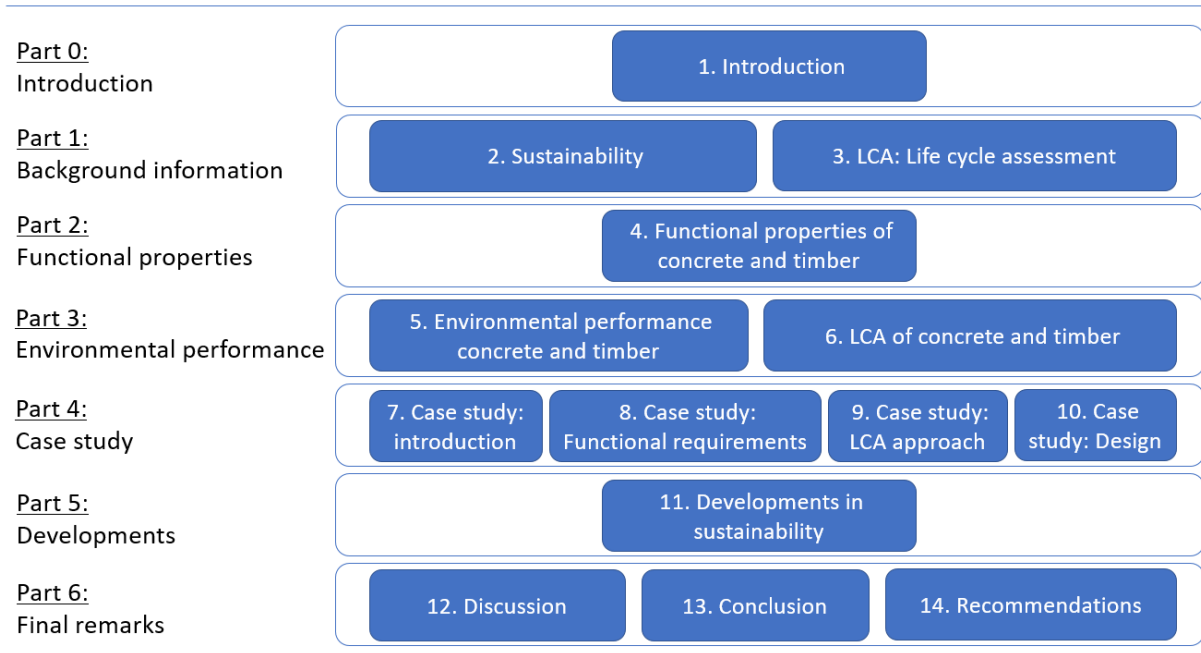 Part 0:
Introduction
1. Introduction
Part 1:
Background information
2. Sustainability
3. LCA: Life cycle assessment
Part 2:
Functional properties
4. Functional properties of
concrete and timber
Part 3:
Environmental performance
5. Environmental performance
concrete and timber
6. LCA of concrete and timber
Part 4:
Case study
7. Case study:
introduction
8. Case study:
Functional requirements
9. Case study:
LCA approach
10. Case
study: Design
Part 5:
Developments
11. Developments in
sustainability
Part 6:
Final remarks
12. Discussion
13. Conclusion
14. Recommendations